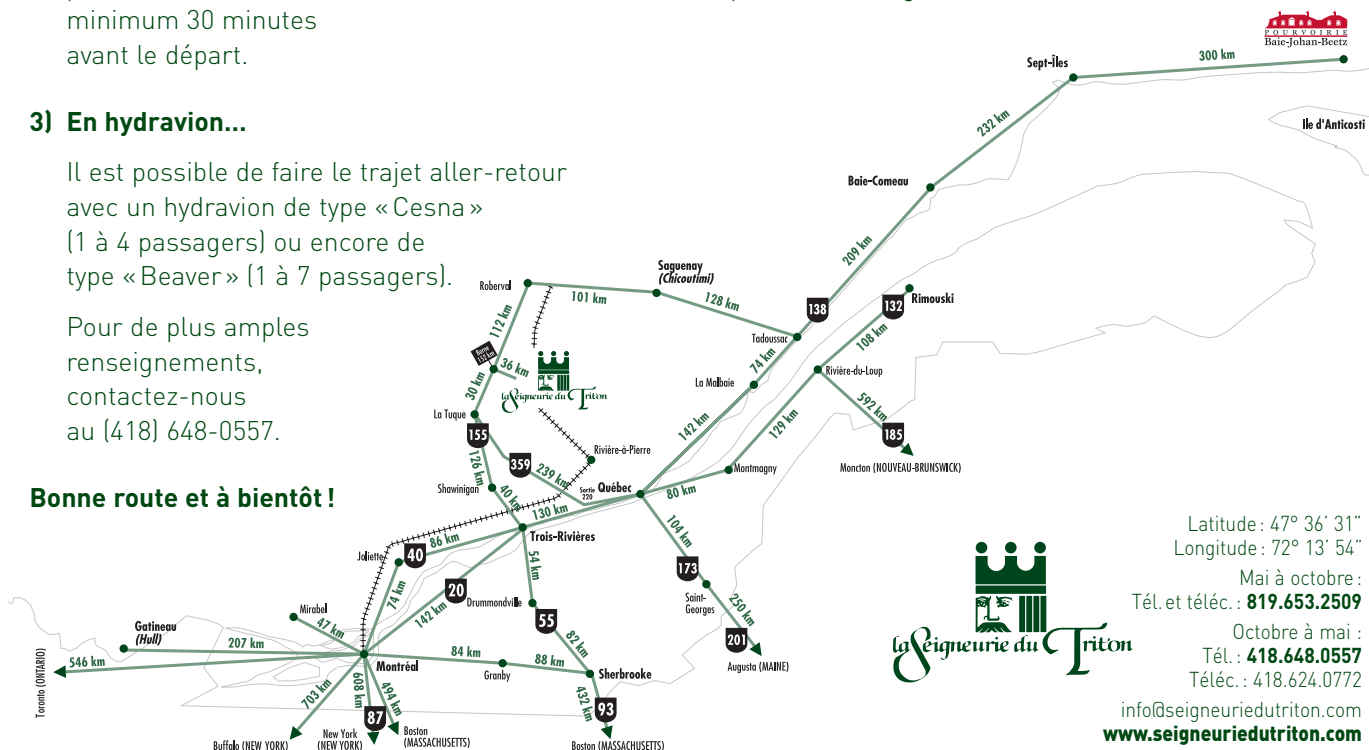 minimum 30 minutes
avant le départ.
3) En hydravion...
Il est possible de faire le trajet aller-retour
avec un hydravion de type « Cesna »
(1 à 4 passagers) ou encore de
type « Beaver » (1 à 7 passagers).
Pour de plus amples
renseignements,
contactez-nous
au (418) 648-0557.
Bonne route et à bientôt !
POURVOIRIE
Baie-Johan-Beetz
300 km
Sept-Îles
232 km
Ile d'Anticosti
Baie-Comeau
209 km
Saguenay
(Chicoutimi)
Roberval
101 km
128 km
138
132
Rimouski
112 km
Tadoussac
108 km
Borne
152 km
36 km
74 km
La Malbaie
Rivière-du-Loup
30 km
la Seigneurie du Triton
592 km
La Tuque
142 km
129 km
155
185
Rivière-à-Pierre
359
126 km
239 km
Montmagny
Moncton (NOUVEAU-BRUNSWICK)
Shawinigan
40 km
Sortie
220
Québec
80 km
130 km
104 km
Trois-Rivières
86 km
40
Joliette
54 km
173
74 km
20
142 km
Drummondville
Saint-
Georges
250 km
Mirabel
47 km
55
Gatineau
(Hull)
207 km
82 km
201
546 km
Montréal
84 km
88 km
Granby
Sherbrooke
Augusta (MAINE)
Toronto (ONTARIO)
703 km
608 km
494 km
432 km
87
93
Buffalo (NEW YORK)
New York
(NEW YORK)
Boston
(MASSACHUSETTS)
Boston (MASSACHUSETTS)
la Seigneurie du Triton
Latitude : 47° 36' 31"
Longitude : 72° 13' 54"
Mai à octobre :
Tél. et téléc. : 819.653.2509
Octobre à mai :
Tél. : 418.648.0557
Téléc. : 418.624.0772
info@seigneuriedutriton.com
www.seigneuriedutriton.com